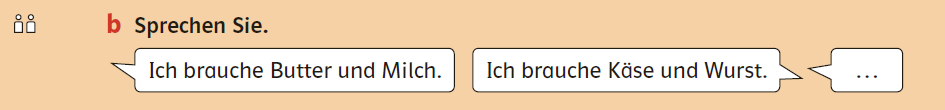 b Sprechen Sie.
Ich brauche Butter und Milch. Ich brauche Käse und Wurst. ...